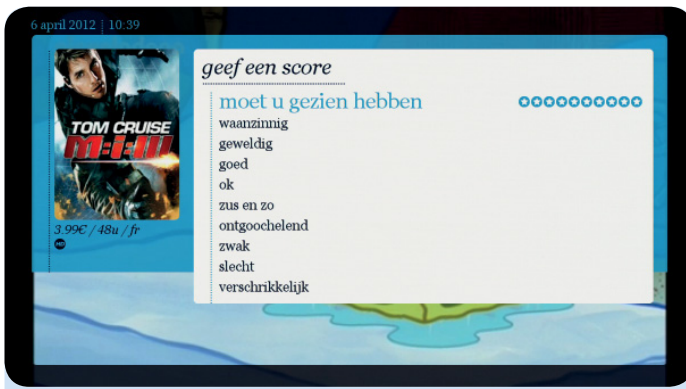 6 april 2012 | 10:39
geef een score
moet u gezien hebben
waanzinnig
geweldig
goed
ok
zus en zo
ontgoochelend
zwak
slecht
verschrikkelijk
TOM CRUISE
M:i:III
3.99€ / 48u / fr
HD